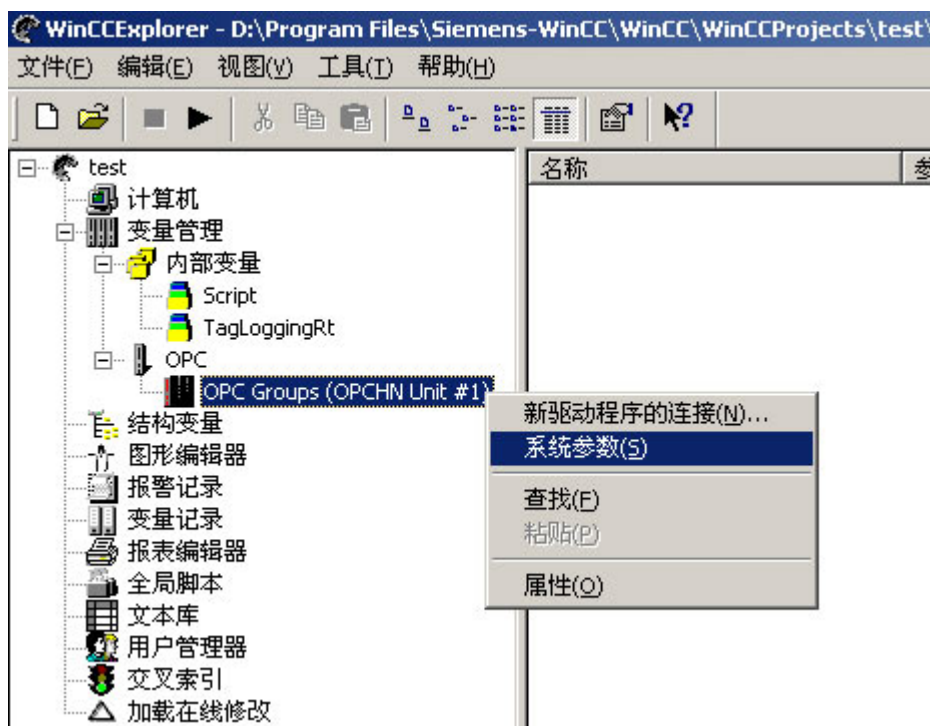 WinCCExplorer - D:\Program Files\Siemens-WinCC\WinCC\WinCCProjects\test\
文件(F) 编辑(E) 视图(V) 工具(T) 帮助(H)
名称
参
test
计算机
变量管理
内部变量
Script
TagLoggingRt
OPC
OPC Groups (OPCHN Unit #1)
新驱动程序的连接(N)...
系统参数(S)
查找(F)
粘贴(P)
属性(O)
结构变量
图形编辑器
报警记录
变量记录
报表编辑器
全局脚本
文本库
用户管理器
交叉索引
加载在线修改